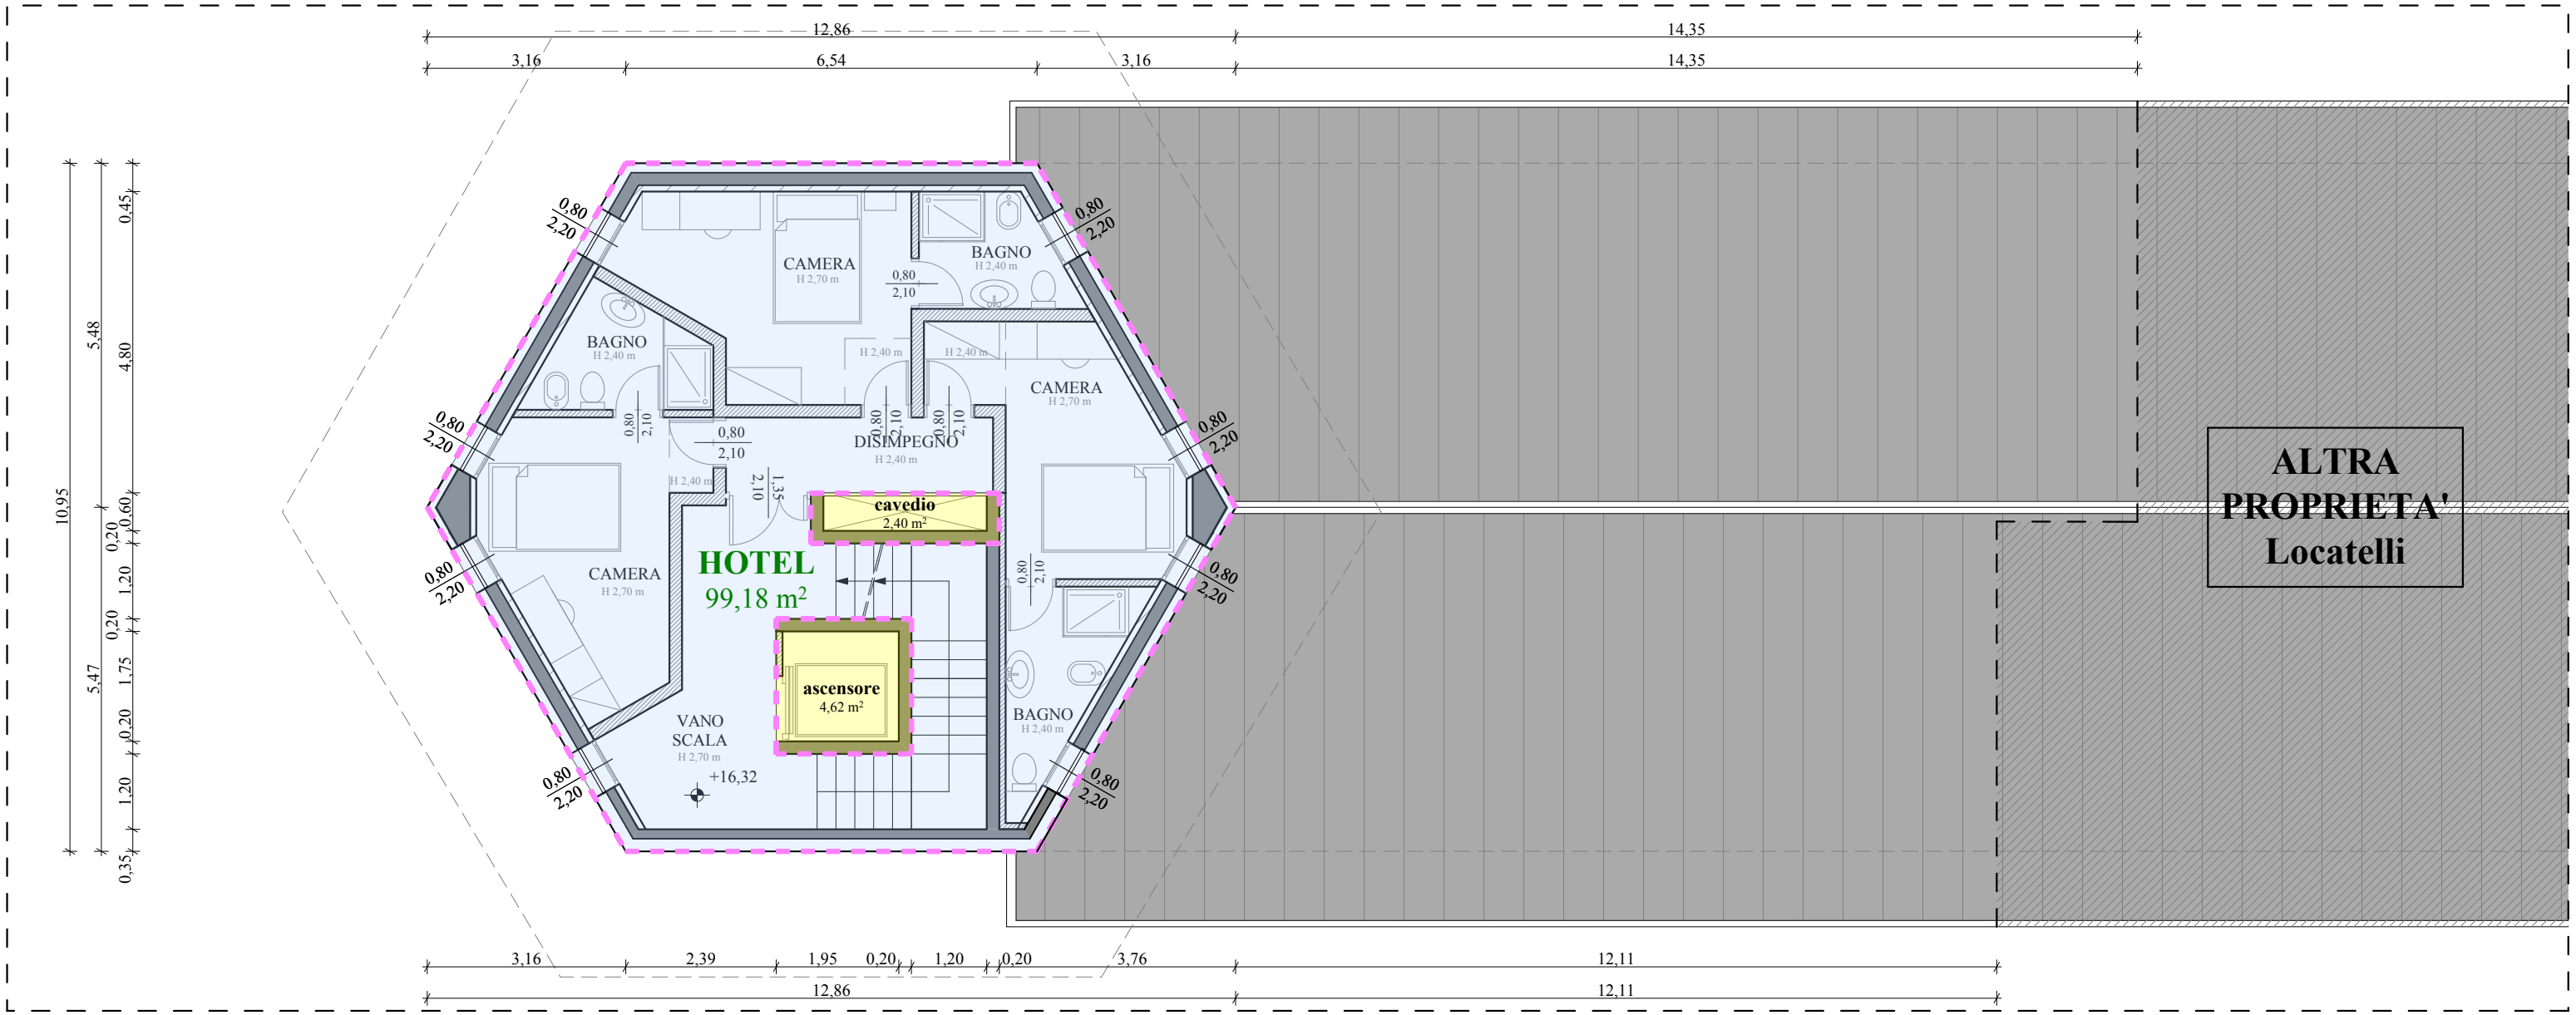 12,86
14,35
3,16
6,54
3,16
14,35
0,45
4,80
5,48
10,95
0,60
0,20
1,20
0,20
5,47
1,75
0,20
1,20
0,35
0,80
2,20
0,80
2,20
CAMERA
H 2,70 m
BAGNO
H 2,40 m
0,80
2,10
BAGNO
H 2,40 m
H 2,40 m
H 2,40 m
CAMERA
H 2,70 m
0,80
2,20
0,80
2,10
0,80
2,10
0,80
2,10
0,80
2,10
0,80
2,20
DISIMPEGNO
H 2,40 m
H 2,40 m
1,35
2,10
cavedio
2,40 m²
HOTEL
99,18 m²
CAMERA
H 2,70 m
0,80
2,20
0,80
2,10
0,80
2,20
ascensore
4,62 m²
VANO
SCALA
H 2,70 m
+16,32
BAGNO
H 2,40 m
0,80
2,20
0,80
2,20
ALTRA
PROPRIETA'
Locatelli
3,16
2,39
1,95
0,20
1,20
0,20
3,76
12,11
12,86
12,11